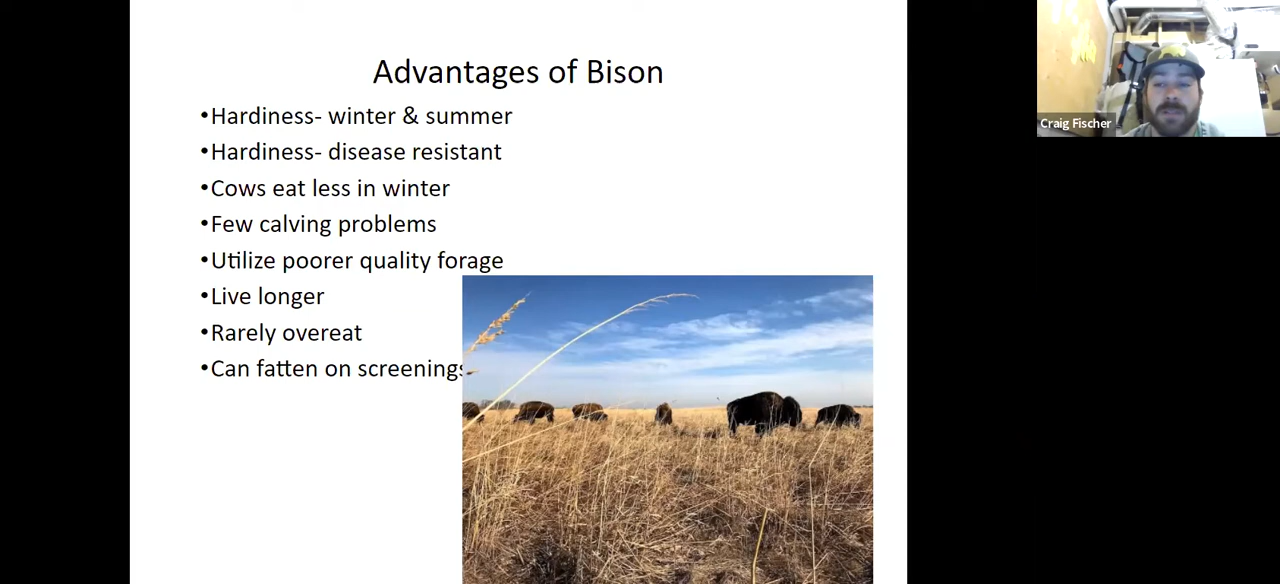 Advantages of Bison
•Hardiness- winter & summer
•Hardiness- disease resistant
•Cows eat less in winter
•Few calving problems
•Utilize poorer quality forage
•Live longer
•Rarely overeat
•Can fatten on screenings
Craig Fischer